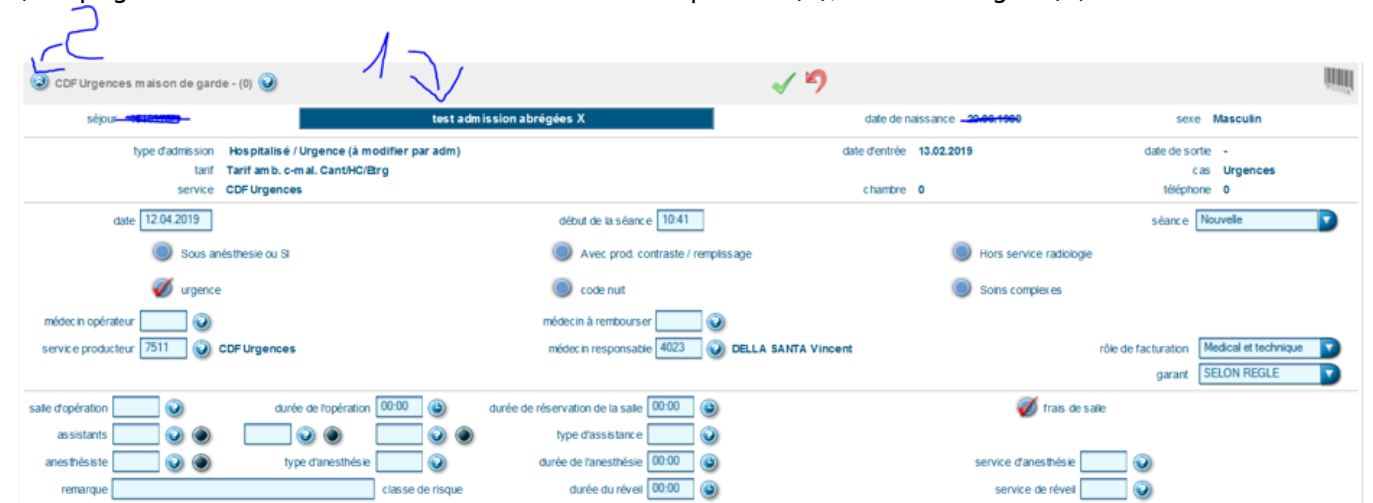 2
1
CDF Urgences maison de garde - (0)
séjour test admission abrégées X date de naissance sexe Masculin
type d'admission Hospitalisé / Urgence (à modifier par adm) date d'entrée 13.02.2019 date de sortie -
tarif Tarif amb. c-mal. Cant/HC/Etrg cas Urgences
service CDF Urgences chambre 0 téléphone 0
date 12.04.2019 début de la séance 10:41 séance Nouvelle
Sous anésthesie ou SI Avec prod. contraste / remplissage Hors service radiologie
urgence code nuit Soins complexes
médecin opérateur médecin à rembourser
service producteur 7511 CDF Urgences médecin responsable 4023 DELLA SANTA Vincent rôle de facturation Medical et technique
garant SELON REGLE
salle d'opération durée de l'opération 00:00 durée de réservation de la salle 00:00 frais de salle
assistants type d'assistance
anesthésiste type d'anesthésie durée de l'anesthésie 00:00 service d'anesthésie
remarque classe de risque durée du réveil 00:00 service de réveil